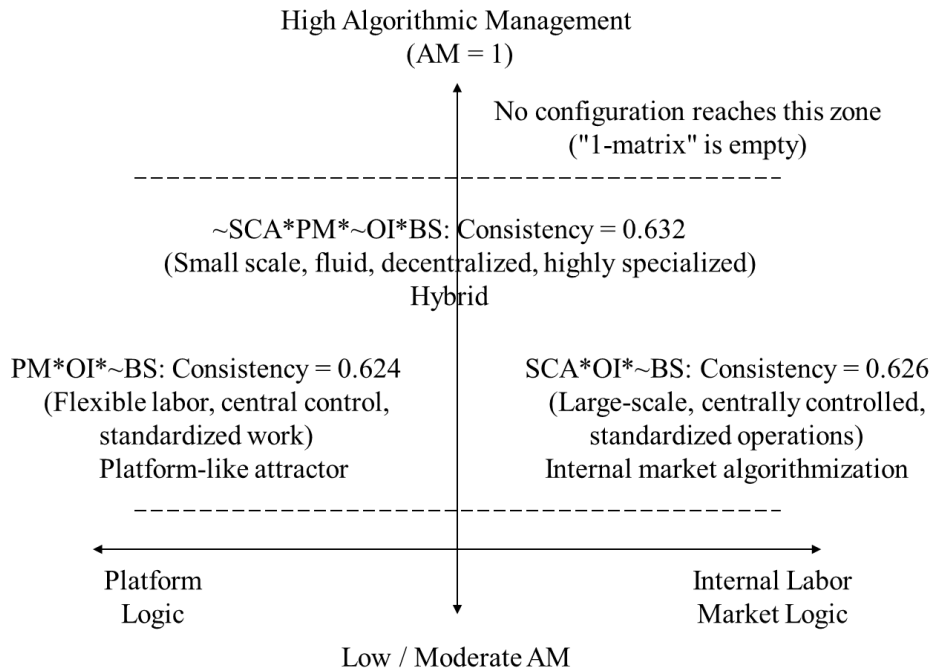 High Algorithmic Management
(AM = 1)
No configuration reaches this zone
("1-matrix" is empty)
~SCA*PM*~OI*BS: Consistency = 0.632
(Small scale, fluid, decentralized, highly specialized)
Hybrid
PM*OI*~BS: Consistency = 0.624
(Flexible labor, central control,
standardized work)
Platform-like attractor
SCA*OI*~BS: Consistency = 0.626
(Large-scale, centrally controlled,
standardized operations)
Internal market algorithmization
Platform
Logic
Internal Labor
Market Logic
Low / Moderate AM